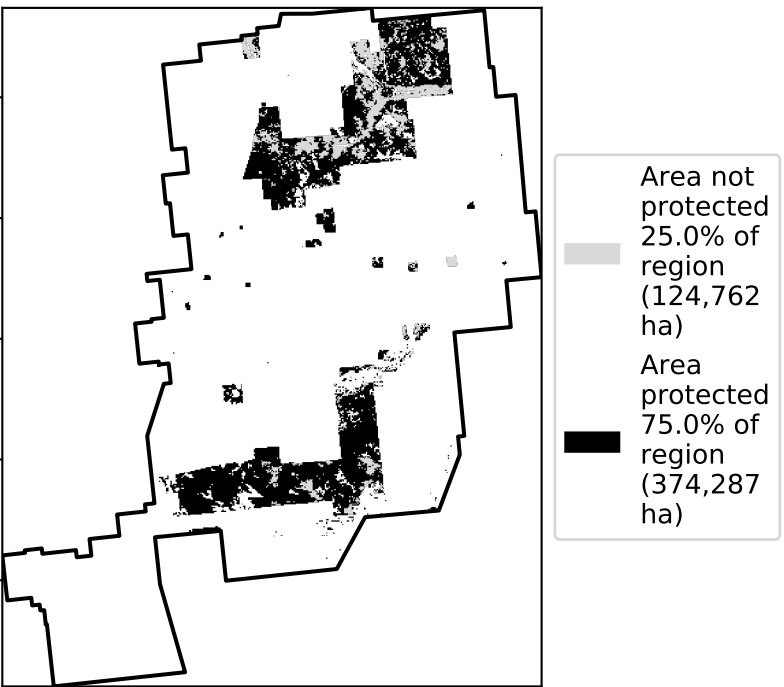 Area not
protected
25.0% of
region
(124,762
ha)
Area
protected
75.0% of
region
(374,287
ha)